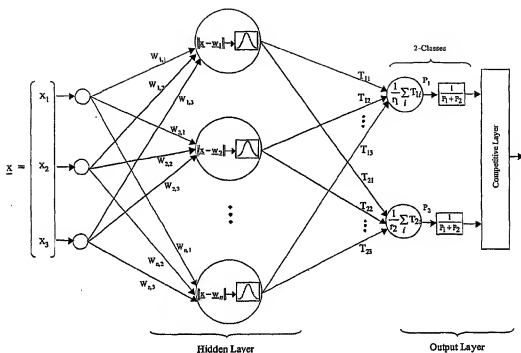 2-Classes
W1,1
‖x − w1‖
W1,2
W1,3
x1
T11
T12
1/r1 ∑i T1i
P1
1/P1+P2
W2,1
x =
x2
W2,2
‖x − w2‖
T13
Competitive Layer
W2,3
T21
x3
T22
1/r2 ∑i T2i
P2
1/P1+P2
Wn,1
T23
Wn,2
Wn,3
‖x − wn‖
Hidden Layer
Output Layer